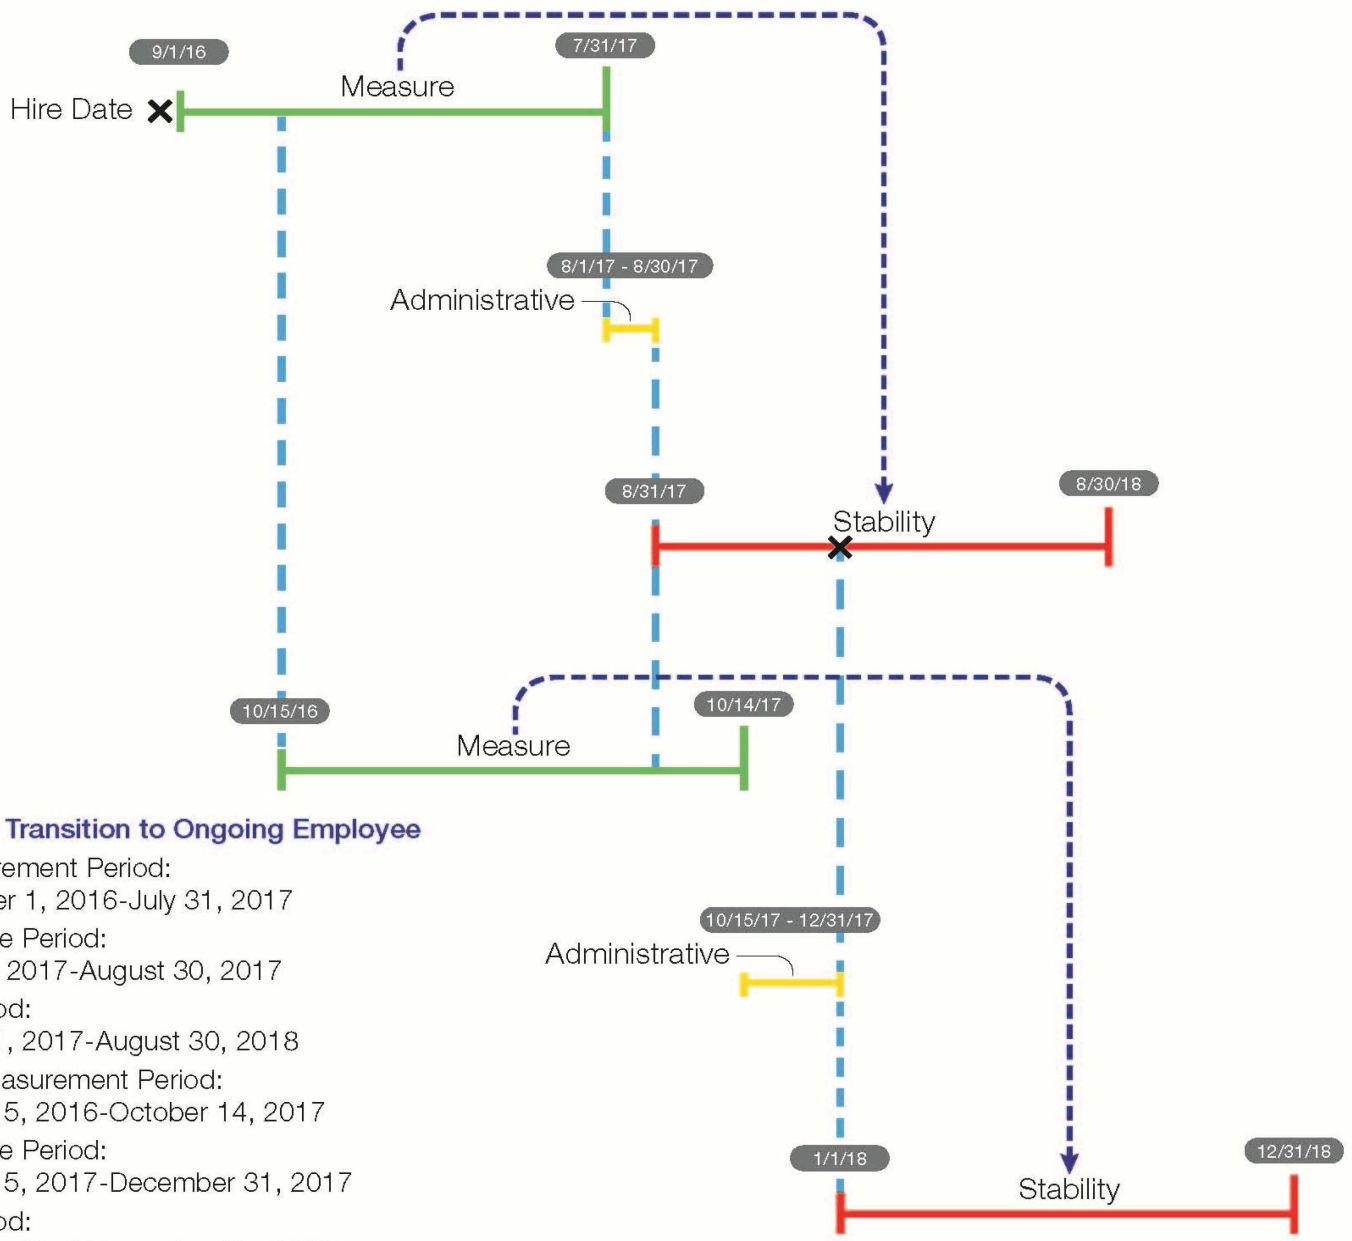 9/1/16
7/31/17
Measure
Hire Date
8/1/17 - 8/30/17
Administrative
8/31/17
8/30/18
Stability
10/15/16
10/14/17
Measure
Transition to Ongoing Employee
rement Period:
er 1, 2016-July 31, 2017
e Period:
, 2017-August 30, 2017
od:
, 2017-August 30, 2018
asurement Period:
5, 2016-October 14, 2017
e Period:
5, 2017-December 31, 2017
od:
10/15/17 - 12/31/17
Administrative
1/1/18
12/31/18
Stability